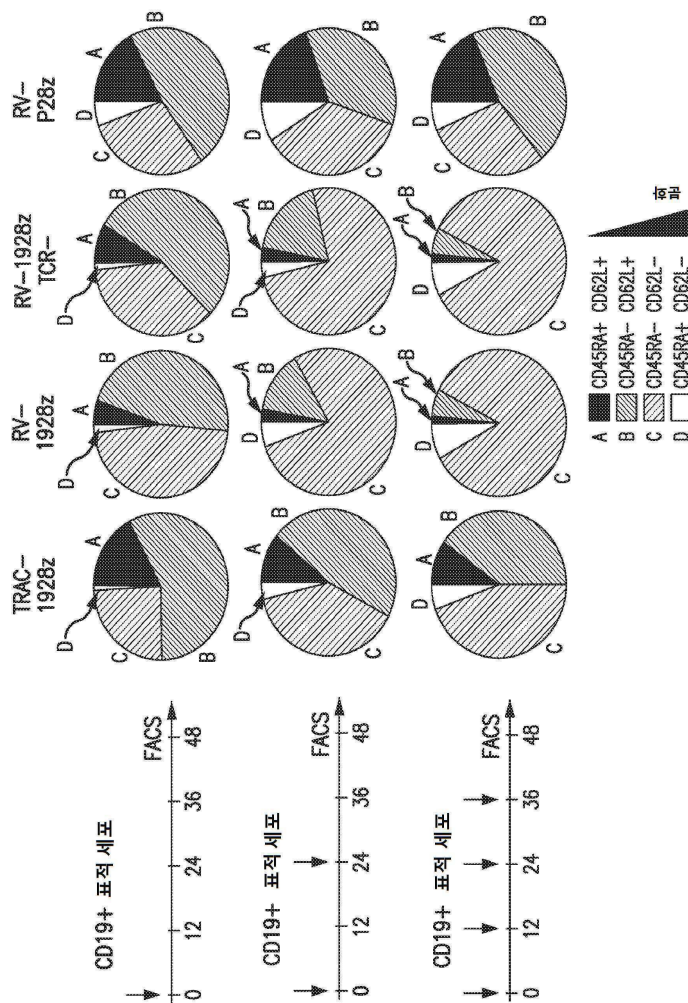 TRAC-
1928z
RV-
1928z
RV-1928z
TCR-
RV-
P28z
CD19+ 표적 세포
FACS
0 12 24 36 48
D A C B
D A B C
D A B C
D A B C
CD19+ 표적 세포
FACS
0 12 24 36 48
D A B C
D A B C
D A B C
D A B C
CD19+ 표적 세포
FACS
0 12 24 36 48
D A B C
D A B C
D A B C
D A B C
A CD45RA+ CD62L+
B CD45RA- CD62L+
C CD45RA- CD62L-
D CD45RA+ CD62L-